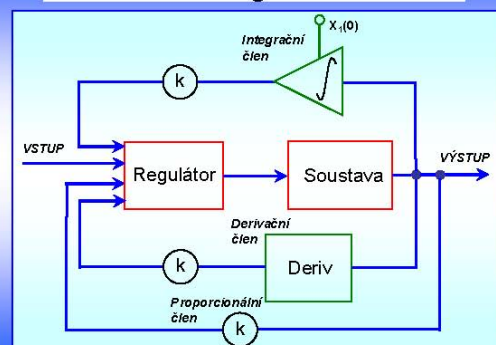 X₁(0)
Integrační
člen
k
VSTUP
Regulátor
Soustava
VÝSTUP
Derivační
člen
k
Deriv
Proporcionální
člen
k